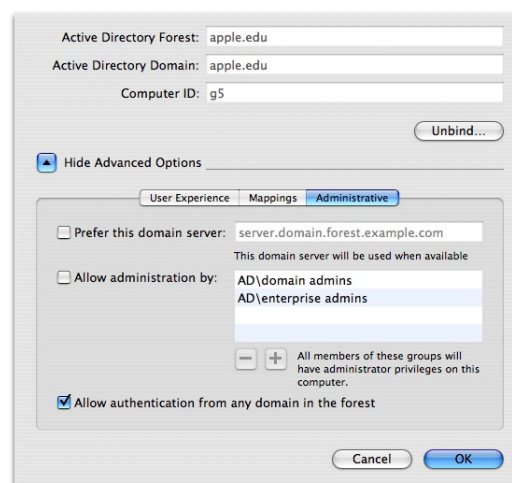 Active Directory Forest: apple.edu
Active Directory Domain: apple.edu
Computer ID: g5
Unbind...
Hide Advanced Options
User Experience Mappings Administrative
Prefer this domain server: server.domain.forest.example.com
This domain server will be used when available
Allow administration by: AD\domain admins
AD\enterprise admins
All members of these groups will
have administrator privileges on this
computer.
Allow authentication from any domain in the forest
Cancel OK